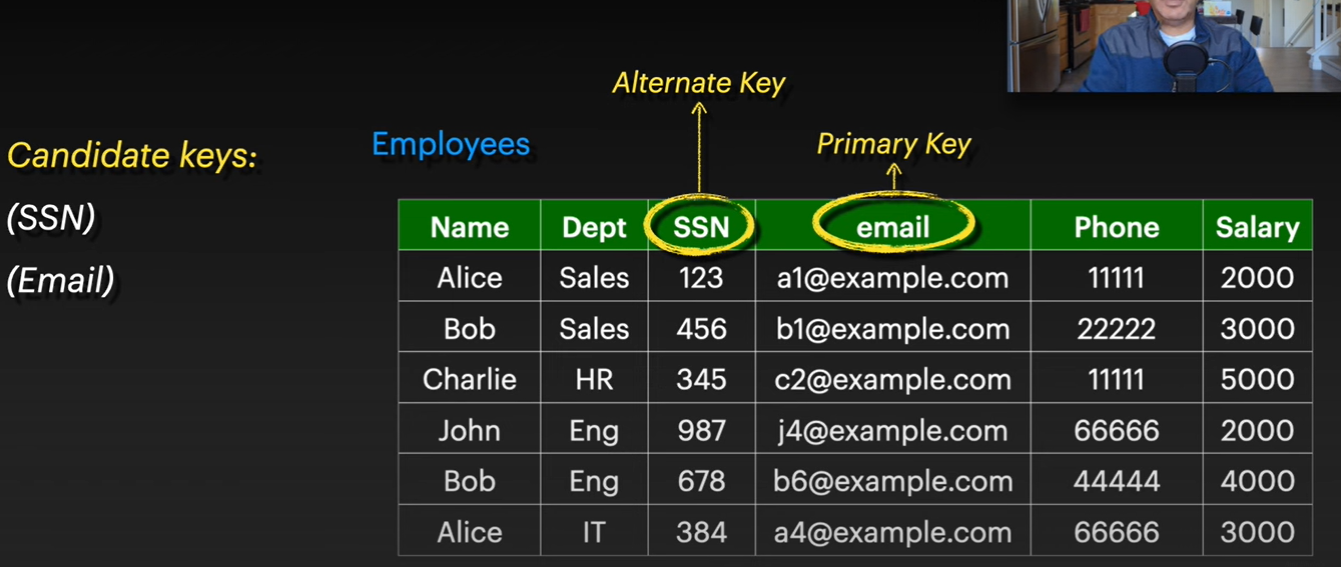 Alternate Key
Candidate keys:
Employees
Primary Key
(SSN)
(Email)
Name Dept SSN email Phone Salary
Alice Sales 123 a1@example.com 11111 2000
Bob Sales 456 b1@example.com 22222 3000
Charlie HR 345 c2@example.com 11111 5000
John Eng 987 j4@example.com 66666 2000
Bob Eng 678 b6@example.com 44444 4000
Alice IT 384 a4@example.com 66666 3000